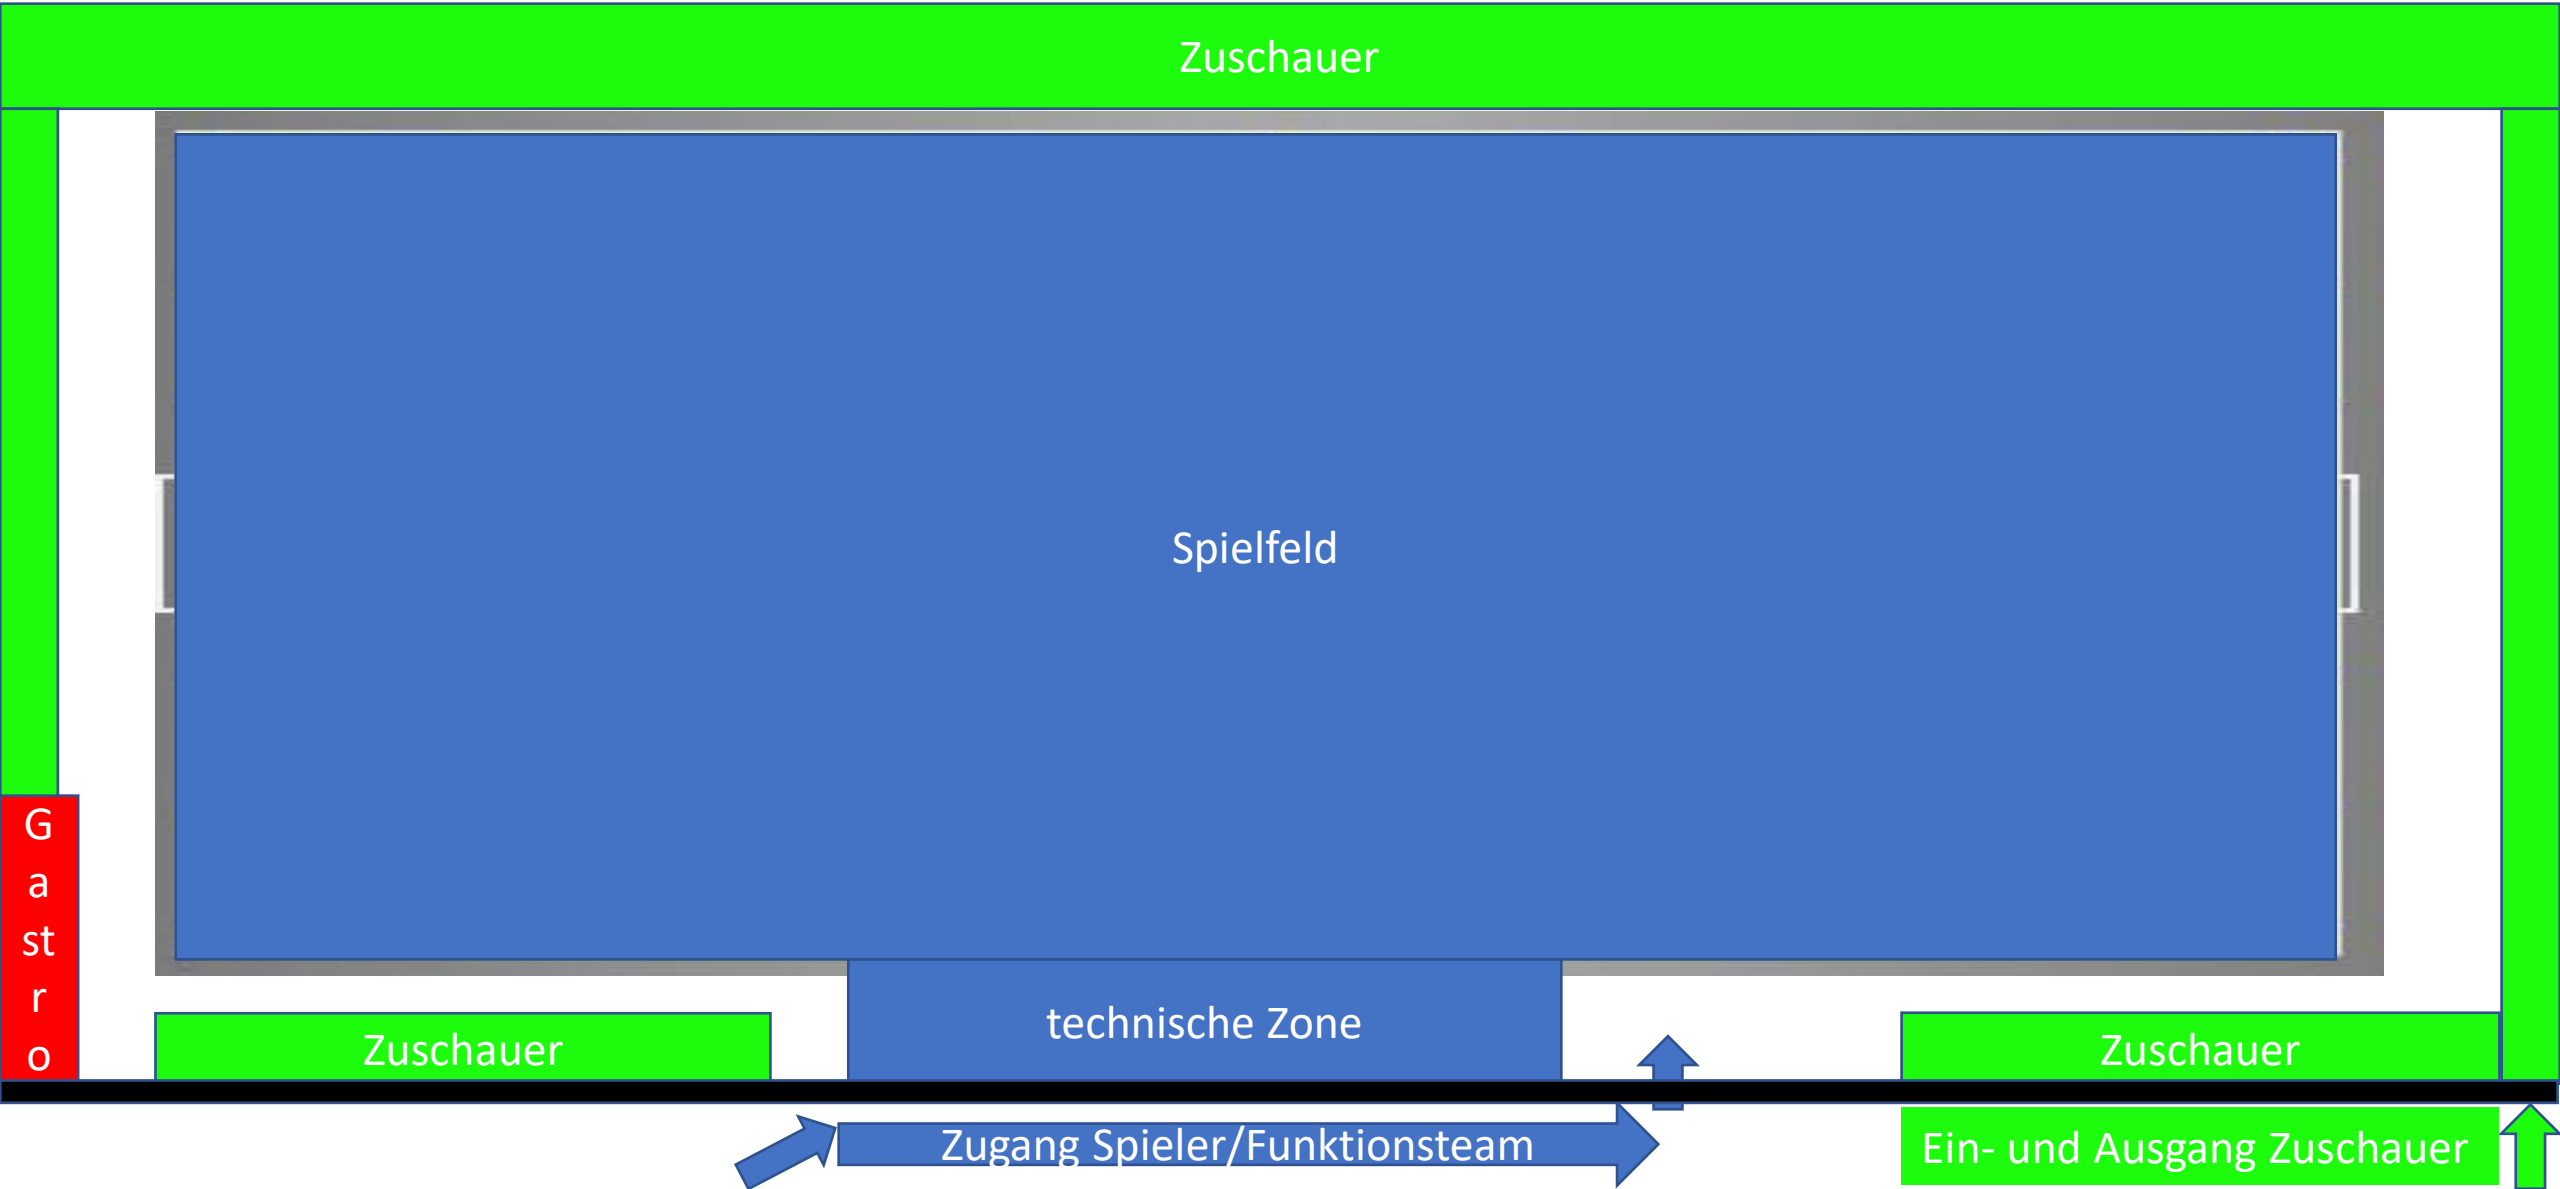 Zuschauer
Spielfeld
G
a
st
r
o
technische Zone
Zuschauer
Zuschauer
Zugang Spieler/Funktionsteam
Ein- und Ausgang Zuschauer